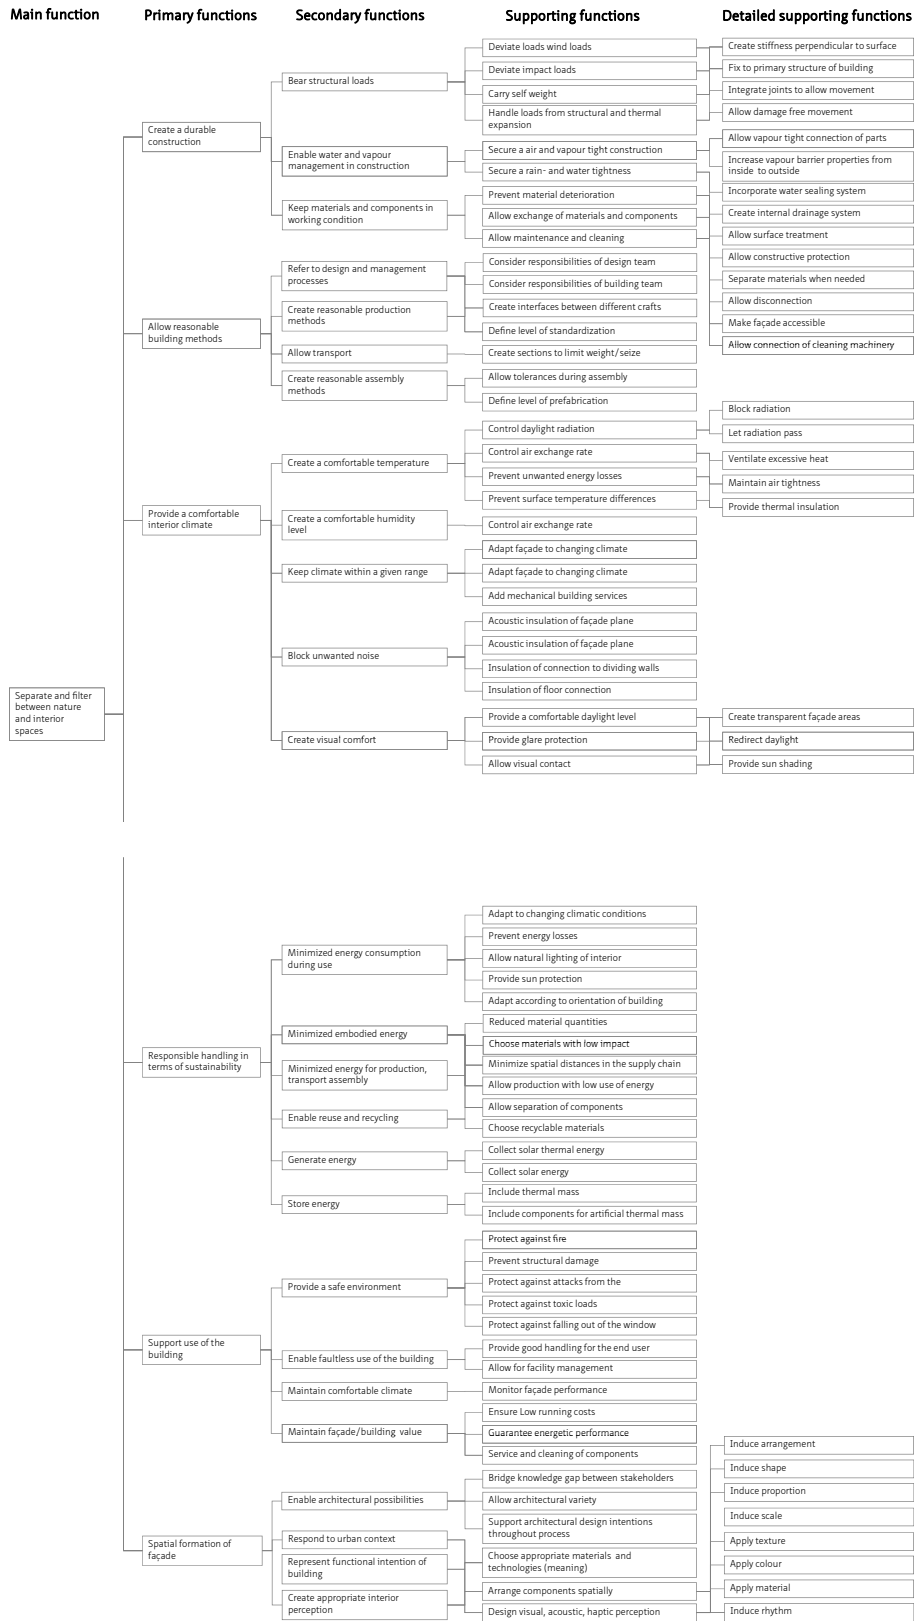 Main function
Primary functions
Secondary functions
Supporting functions
Detailed supporting functions
Separate and filter
between nature
and interior
spaces
Create a durable
construction
Allow reasonable
building methods
Provide a comfortable
interior climate
Responsible handling in
terms of sustainability
Support use of the
building
Spatial formation of
façade
Bear structural loads
Enable water and vapour
management in construction
Keep materials and components in
working condition
Refer to design and management
processes
Create reasonable production
methods
Allow transport
Create reasonable assembly
methods
Create a comfortable temperature
Create a comfortable humidity
level
Keep climate within a given range
Block unwanted noise
Create visual comfort
Minimized energy consumption
during use
Minimized embodied energy
Minimized energy for production,
transport assembly
Enable reuse and recycling
Generate energy
Store energy
Provide a safe environment
Enable faultless use of the building
Maintain comfortable climate
Maintain façade/building value
Enable architectural possibilities
Respond to urban context
Represent functional intention of
building
Create appropriate interior
perception
Deviate loads wind loads
Deviate impact loads
Carry self weight
Handle loads from structural and thermal
expansion
Secure a air and vapour tight construction
Secure a rain- and water tightness
Prevent material deterioration
Allow exchange of materials and components
Allow maintenance and cleaning
Consider responsibilities of design team
Consider responsibilities of building team
Create interfaces between different crafts
Define level of standardization
Create sections to limit weight/seize
Allow tolerances during assembly
Define level of prefabrication
Control daylight radiation
Control air exchange rate
Prevent unwanted energy losses
Prevent surface temperature differences
Control air exchange rate
Adapt façade to changing climate
Adapt façade to changing climate
Add mechanical building services
Acoustic insulation of façade plane
Acoustic insulation of façade plane
Insulation of connection to dividing walls
Insulation of floor connection
Provide a comfortable daylight level
Provide glare protection
Allow visual contact
Adapt to changing climatic conditions
Prevent energy losses
Allow natural lighting of interior
Provide sun protection
Adapt according to orientation of building
Reduced material quantities
Choose materials with low impact
Minimize spatial distances in the supply chain
Allow production with low use of energy
Allow separation of components
Choose recyclable materials
Collect solar thermal energy
Collect solar energy
Include thermal mass
Include components for artificial thermal mass
Protect against fire
Prevent structural damage
Protect against attacks from the
Protect against toxic loads
Protect against falling out of the window
Provide good handling for the end user
Allow for facility management
Monitor façade performance
Ensure Low running costs
Guarantee energetic performance
Service and cleaning of components
Bridge knowledge gap between stakeholders
Allow architectural variety
Support architectural design intentions
throughout process
Choose appropriate materials and
technologies (meaning)
Arrange components spatially
Design visual, acoustic, haptic perception
Create stiffness perpendicular to surface
Fix to primary structure of building
Integrate joints to allow movement
Allow damage free movement
Allow vapour tight connection of parts
Increase vapour barrier properties from
inside to outside
Incorporate water sealing system
Create internal drainage system
Allow surface treatment
Allow constructive protection
Separate materials when needed
Allow disconnection
Make façade accessible
Allow connection of cleaning machinery
Block radiation
Let radiation pass
Ventilate excessive heat
Maintain air tightness
Provide thermal insulation
Create transparent façade areas
Redirect daylight
Provide sun shading
Induce arrangement
Induce shape
Induce proportion
Induce scale
Apply texture
Apply colour
Apply material
Induce rhythm